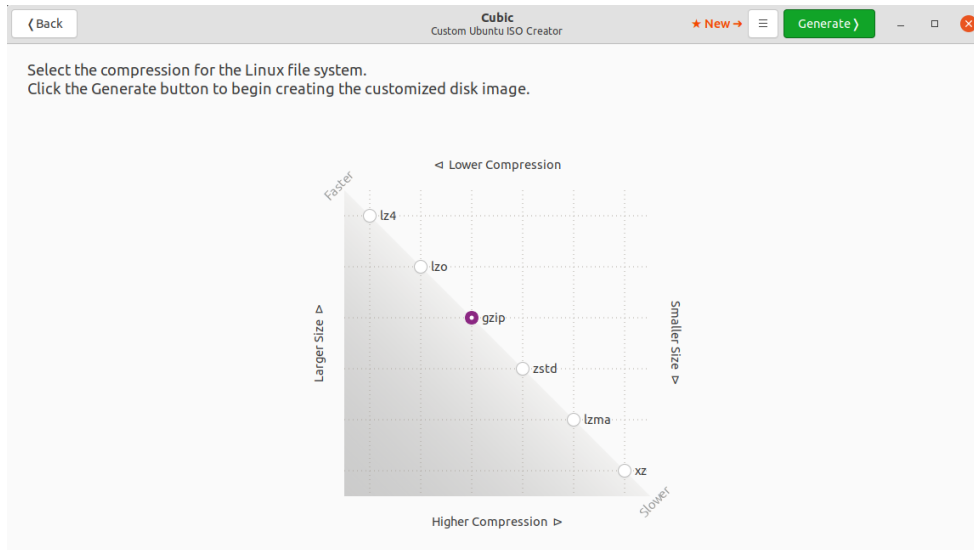 ❬Back
Cubic
Custom Ubuntu ISO Creator
★ New →
☰
Generate❭
Select the compression for the Linux file system.
Click the Generate button to begin creating the customized disk image.
⊲ Lower Compression
Faster
lz4
lzo
Larger Size ⊳
gzip
Smaller Size ⊳
zstd
lzma
xz
Slower
Higher Compression ⊳